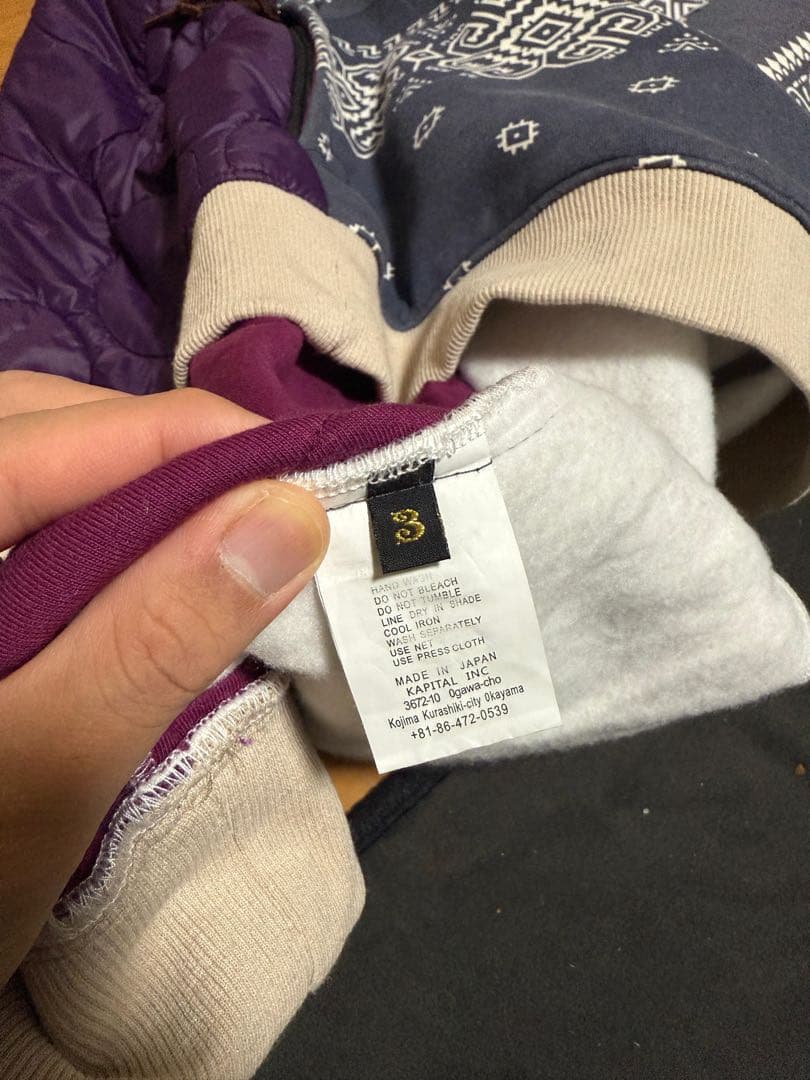 3
HAND WASH
DO NOT BLEACH
DO NOT TUMBLE
LINE DRY IN SHADE
COOL IRON
WASH SEPARATELY
USE NET
USE PRESS CLOTH
MADE IN JAPAN
KAPITAL INC
3672-10 Ogawa-cho
Kojima Kurashiki-city Okayama
+81-86-472-0539